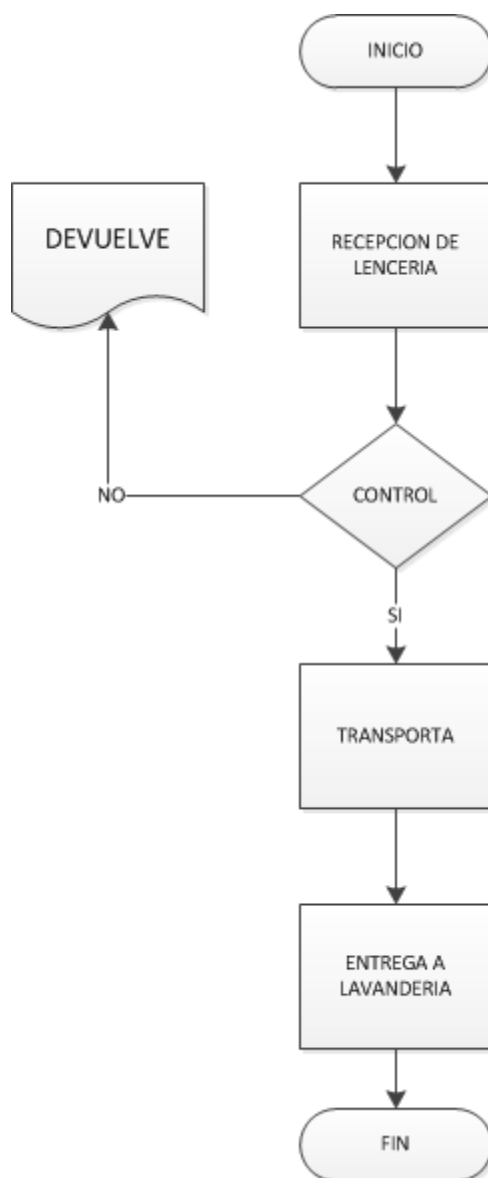 INICIO
DEVUELVE
RECEPCION DE
LENCERIA
CONTROL
NO
SI
TRANSPORTA
ENTREGA A
LAVANDERIA
FIN